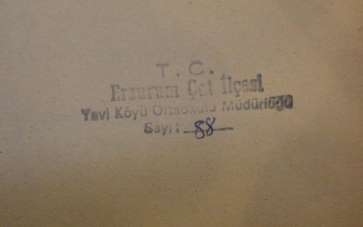 T. C.
Erzurum Çat İlçesi
Yavi Köyü Ortaokulu Müdürlüğü
Sayı: 88